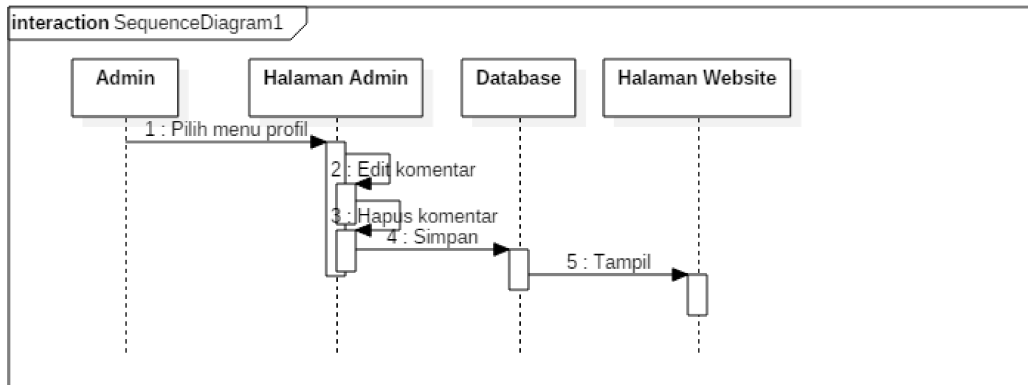 interaction SequenceDiagram1
Admin
Halaman Admin
Database
Halaman Website
1 : Pilih menu profil
2 : Edit komentar
3 : Hapus komentar
4 : Simpan
5 : Tampil